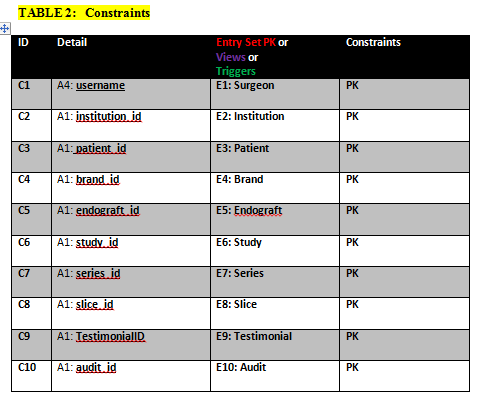 TABLE 2: Constraints
ID Detail Entry Set PK or Constraints
Views or
Triggers
C1 A4: username E1: Surgeon PK
C2 A1: institution_id E2: Institution PK
C3 A1: patient_id E3: Patient PK
C4 A1: brand_id E4: Brand PK
C5 A1: endograft_id E5: Endograft PK
C6 A1: study_id E6: Study PK
C7 A1: series_id E7: Series PK
C8 A1: slice_id E8: Slice PK
C9 A1: TestimonialID E9: Testimonial PK
C10 A1: audit_id E10: Audit PK